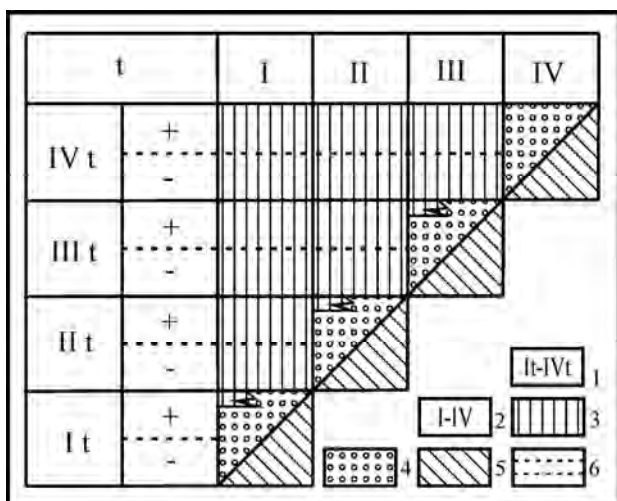 t I II III IV
IV t + -
III t + -
II t + -
I t + -
It-IVt 1
I-IV 2 3
4 5 6